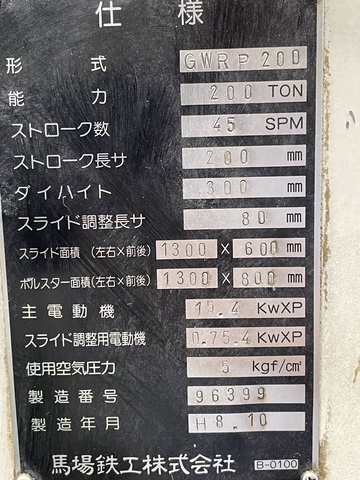 仕様
形式 GWRP200
能力 200 TON
ストローク数 45 SPM
ストローク長サ 200 mm
ダイハイト 300 mm
スライド調整長サ 80 mm
スライド面積 (左右×前後) 1300 × 600 mm
ボルスター面積 (左右×前後) 1300 × 800 mm
主電動機 15.4 KwXP
スライド調整用電動機 0.75.4 KwXP
使用空気圧力 5 kgf/cm²
製造番号 96399
製造年月 H8.10
馬場鉄工株式会社 B-0100